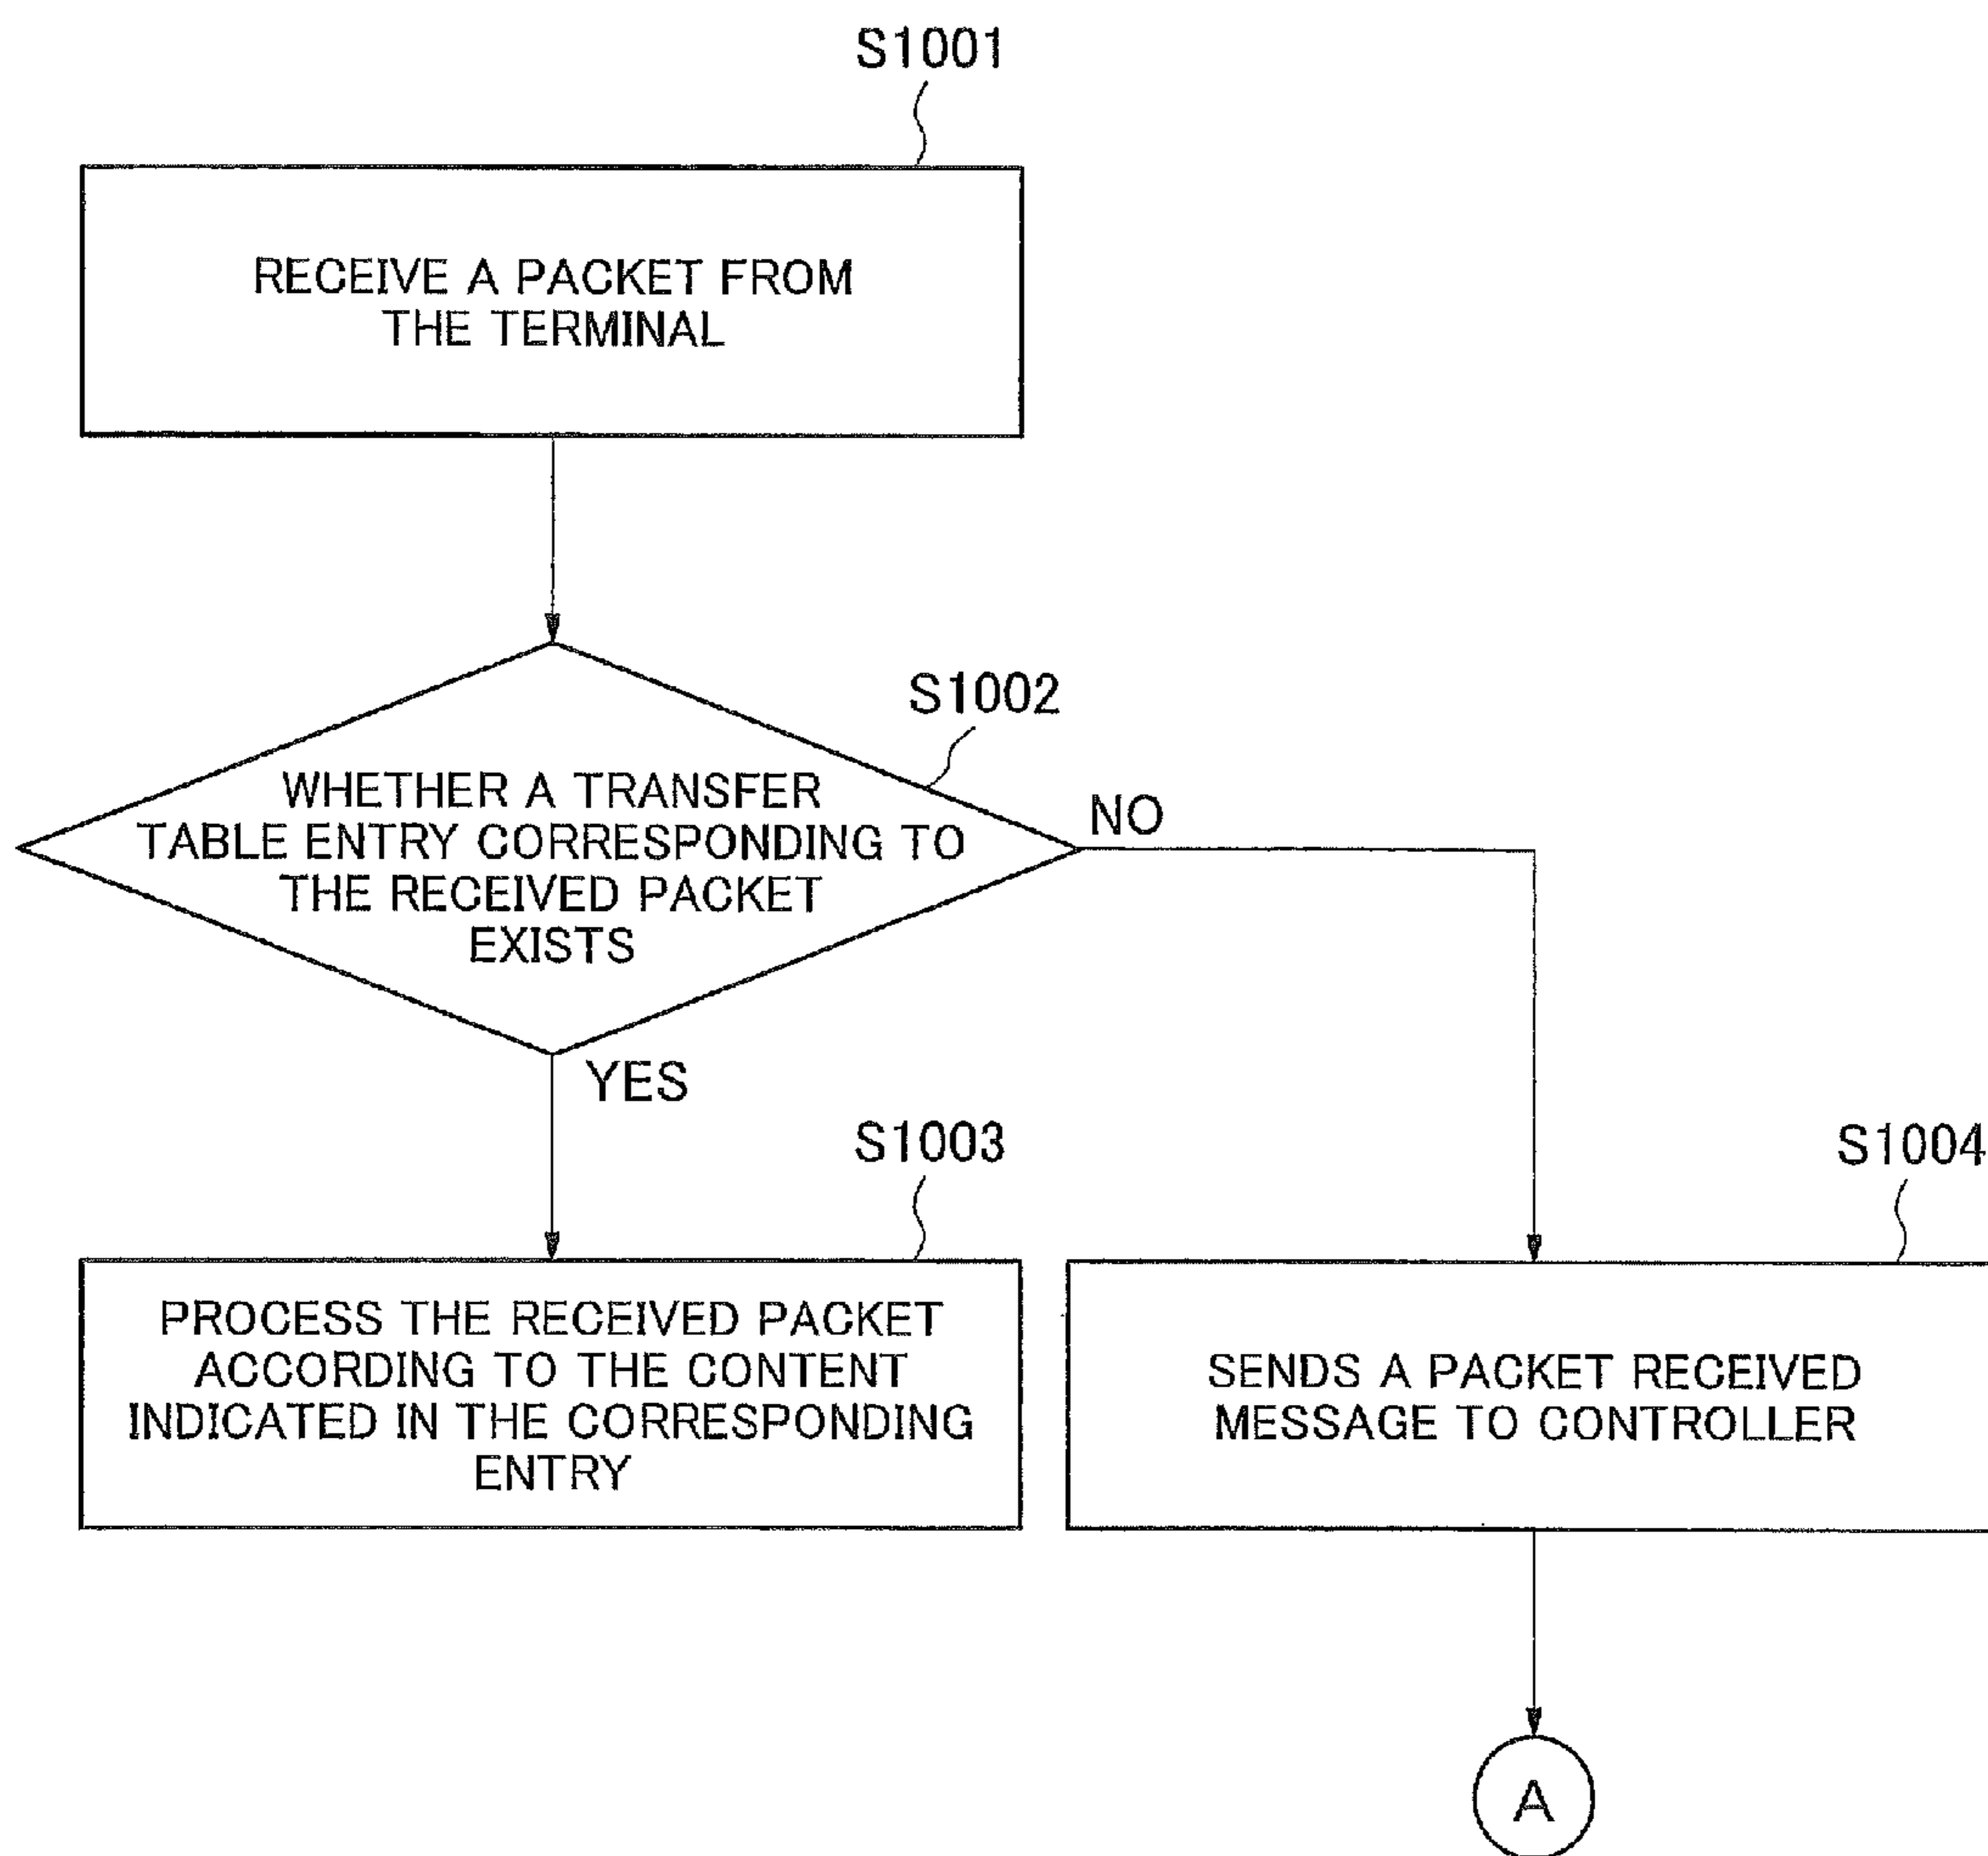 S1001
RECEIVE A PACKET FROM
THE TERMINAL
S1002
WHETHER A TRANSFER
TABLE ENTRY CORRESPONDING TO
THE RECEIVED PACKET
EXISTS
NO
YES
S1003
PROCESS THE RECEIVED PACKET
ACCORDING TO THE CONTENT
INDICATED IN THE CORRESPONDING
ENTRY
S1004
SENDS A PACKET RECEIVED
MESSAGE TO CONTROLLER
A